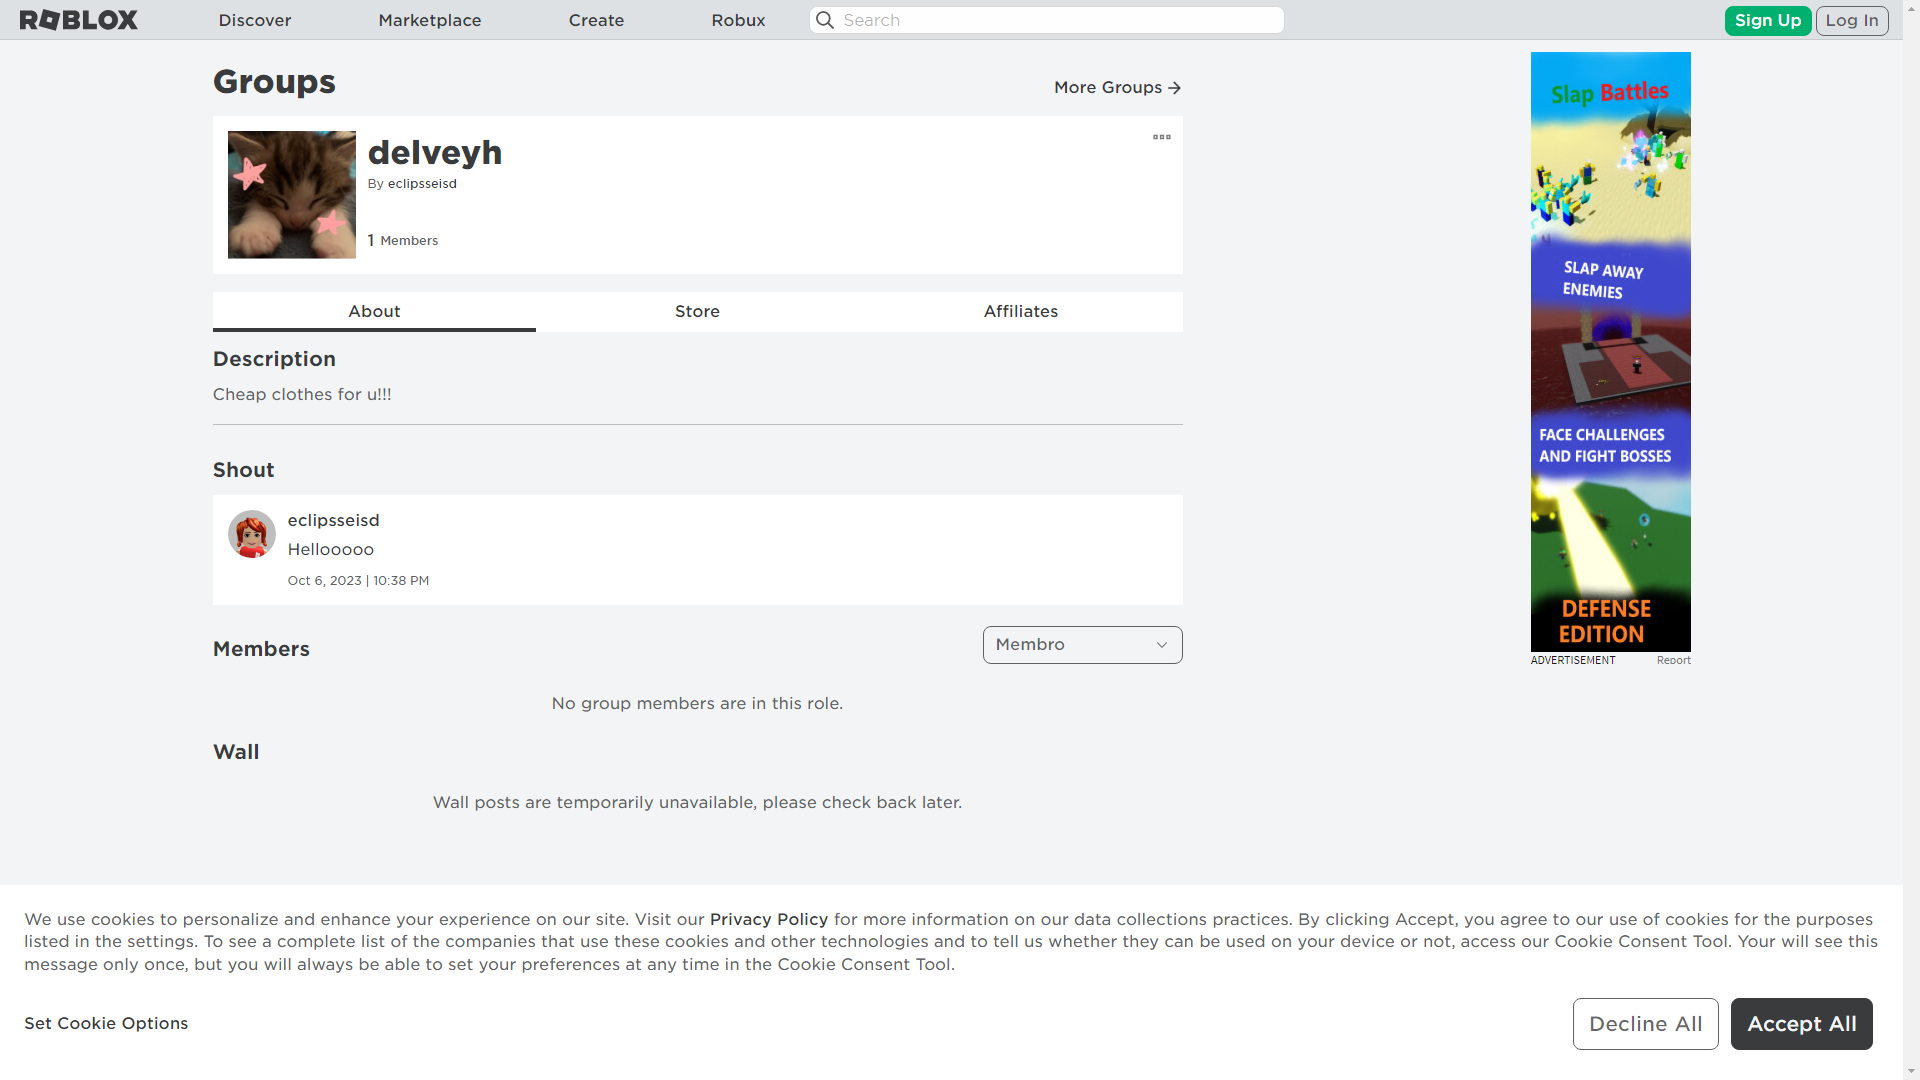 ROBLOX
Discover
Marketplace
Create
Robux
Search
Sign Up
Log In
Groups
More Groups
delveyh
By eclipsseisd
1 Members
About
Store
Affiliates
Description
Cheap clothes for u!!!
Shout
eclipsseisd
Hellooooo
Oct 6, 2023 | 10:38 PM
Members
Membro
No group members are in this role.
Wall
Wall posts are temporarily unavailable, please check back later.
Slap Battles
SLAP AWAY
ENEMIES
FACE CHALLENGES
AND FIGHT BOSSES
DEFENSE
EDITION
ADVERTISEMENT
Report
We use cookies to personalize and enhance your experience on our site. Visit our Privacy Policy for more information on our data collections practices. By clicking Accept, you agree to our use of cookies for the purposes
listed in the settings. To see a complete list of the companies that use these cookies and other technologies and to tell us whether they can be used on your device or not, access our Cookie Consent Tool. Your will see this
message only once, but you will always be able to set your preferences at any time in the Cookie Consent Tool.
Set Cookie Options
Decline All
Accept All